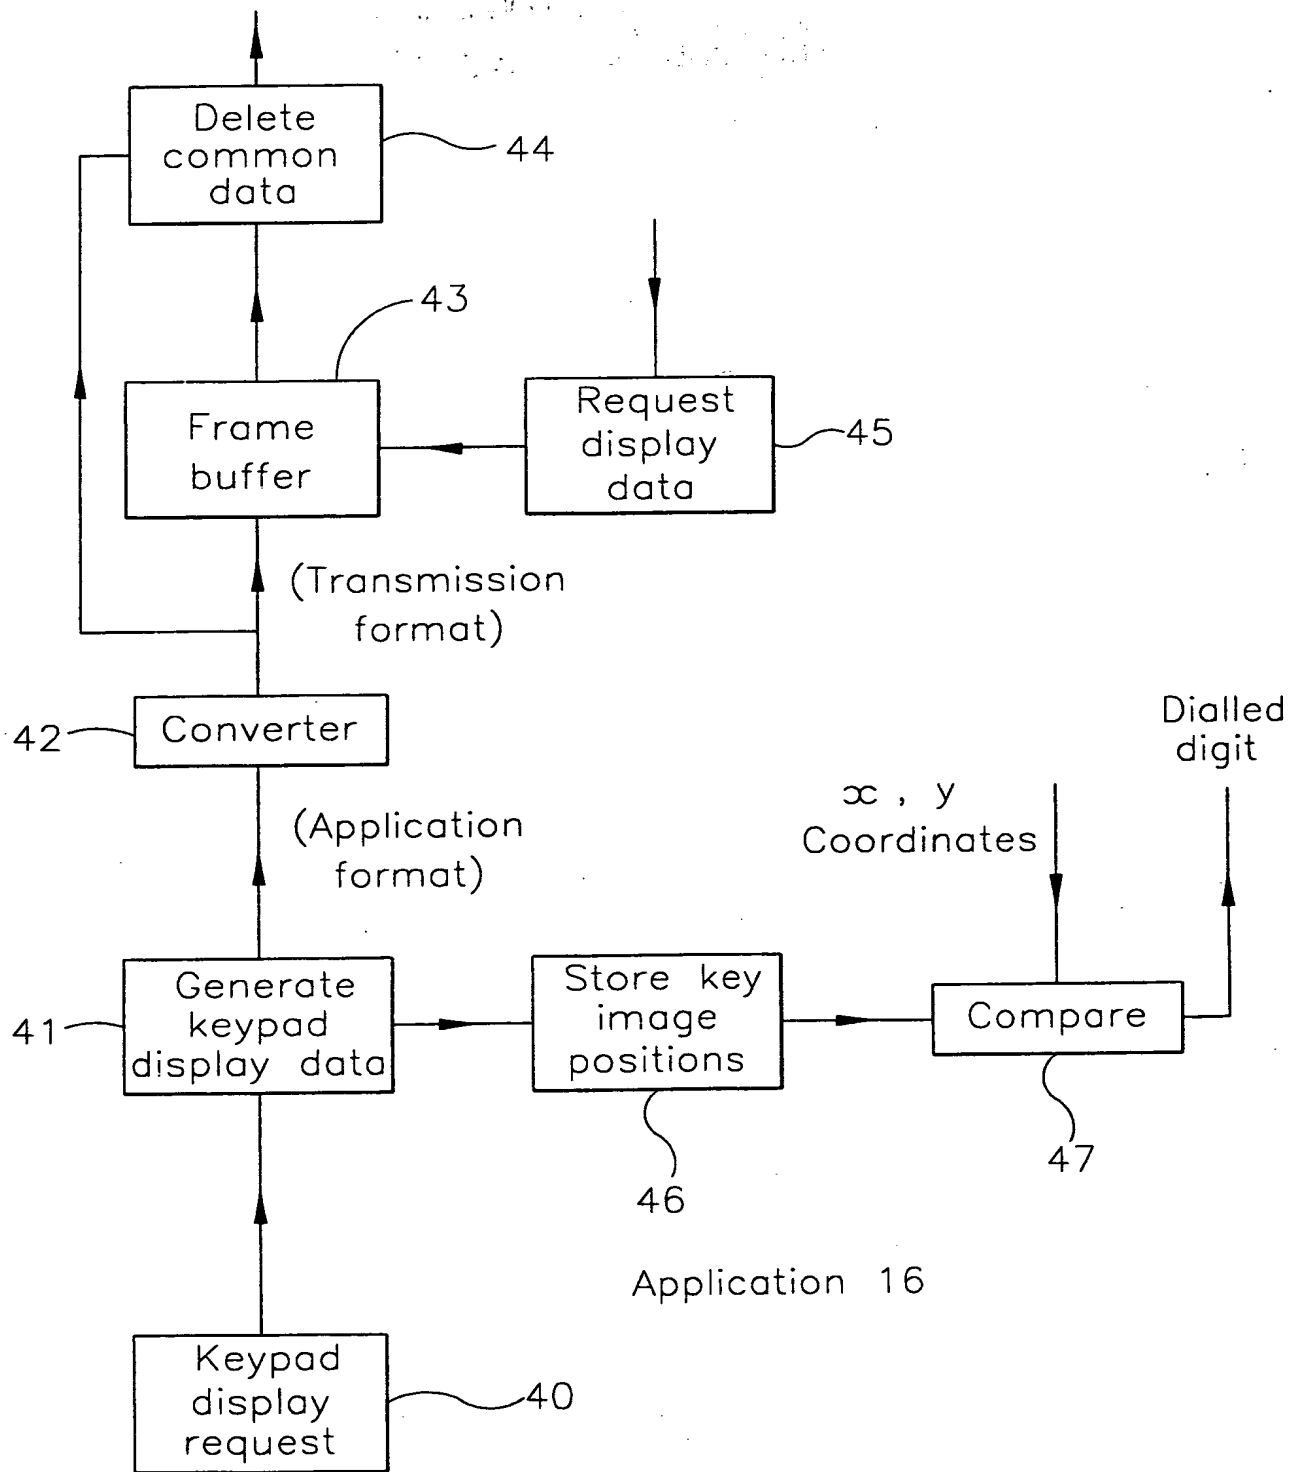 Delete
common
data
44
43
Frame
buffer
Request
display
data
45
(Transmission
format)
42
Converter
Dialled
digit
x , y
Coordinates
(Application
format)
41
Generate
keypad
display data
Store key
image
positions
Compare
46
47
Application 16
Keypad
display
request
40